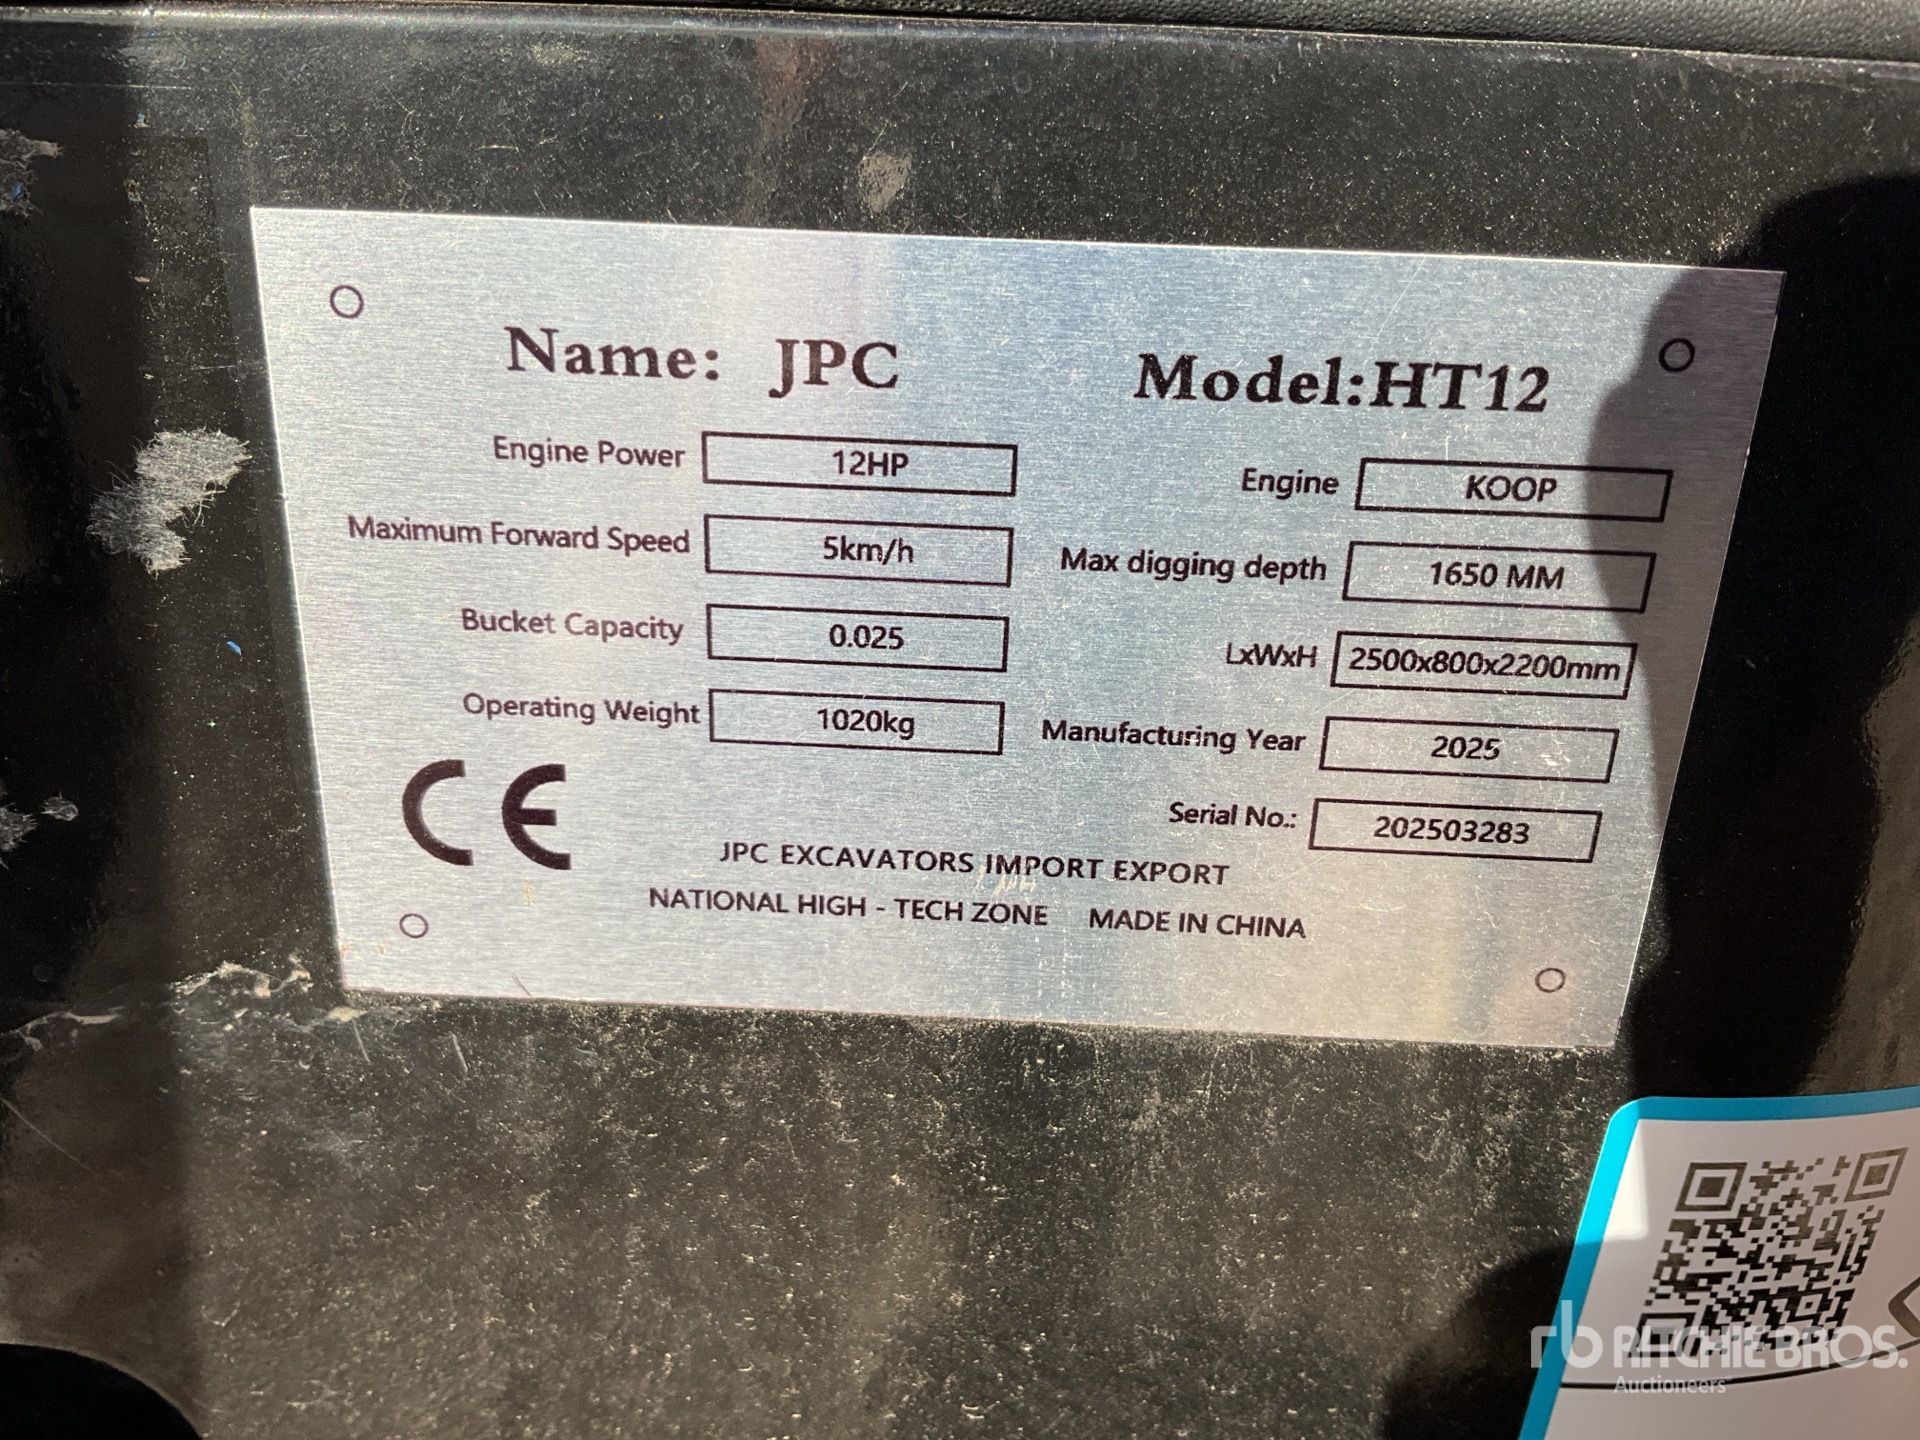 Name: JPC
Model:HT12
Engine Power 12HP
Engine KOOP
Maximum Forward Speed 5km/h
Max digging depth 1650 MM
Bucket Capacity 0.025
LxWxH 2500x800x2200mm
Operating Weight 1020kg
Manufacturing Year 2025
Serial No.: 202503283
CE
JPC EXCAVATORS IMPORT EXPORT
NATIONAL HIGH - TECH ZONE MADE IN CHINA
rb RITCHIE BROS.
Auctioneers